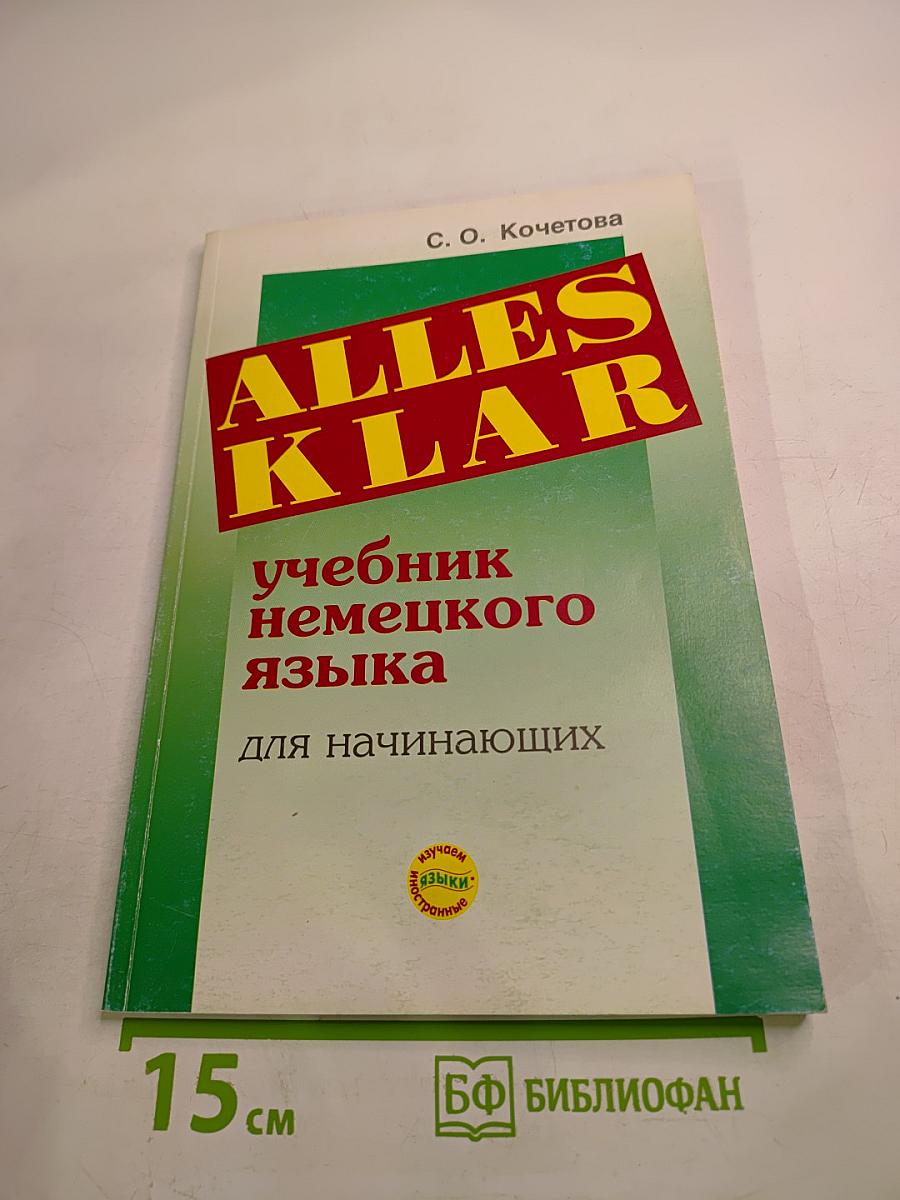 С. О. Кочетова
ALLES
KLAR
учебник
немецкого
языка
для начинающих
изучаем
языки
иностранные
15 см
БФ БИБЛИОФАН